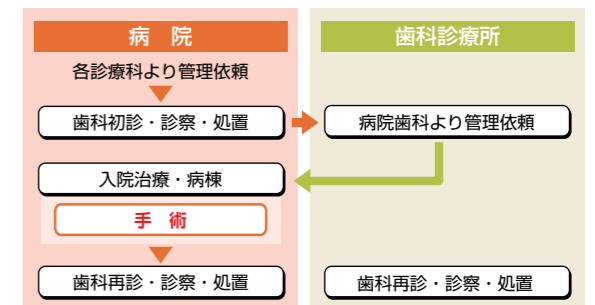 病 院
各診療科より管理依頼
歯科初診・診察・処置
入院治療・病棟
手 術
歯科再診・診察・処置
歯科診療所
病院歯科より管理依頼
歯科再診・診察・処置